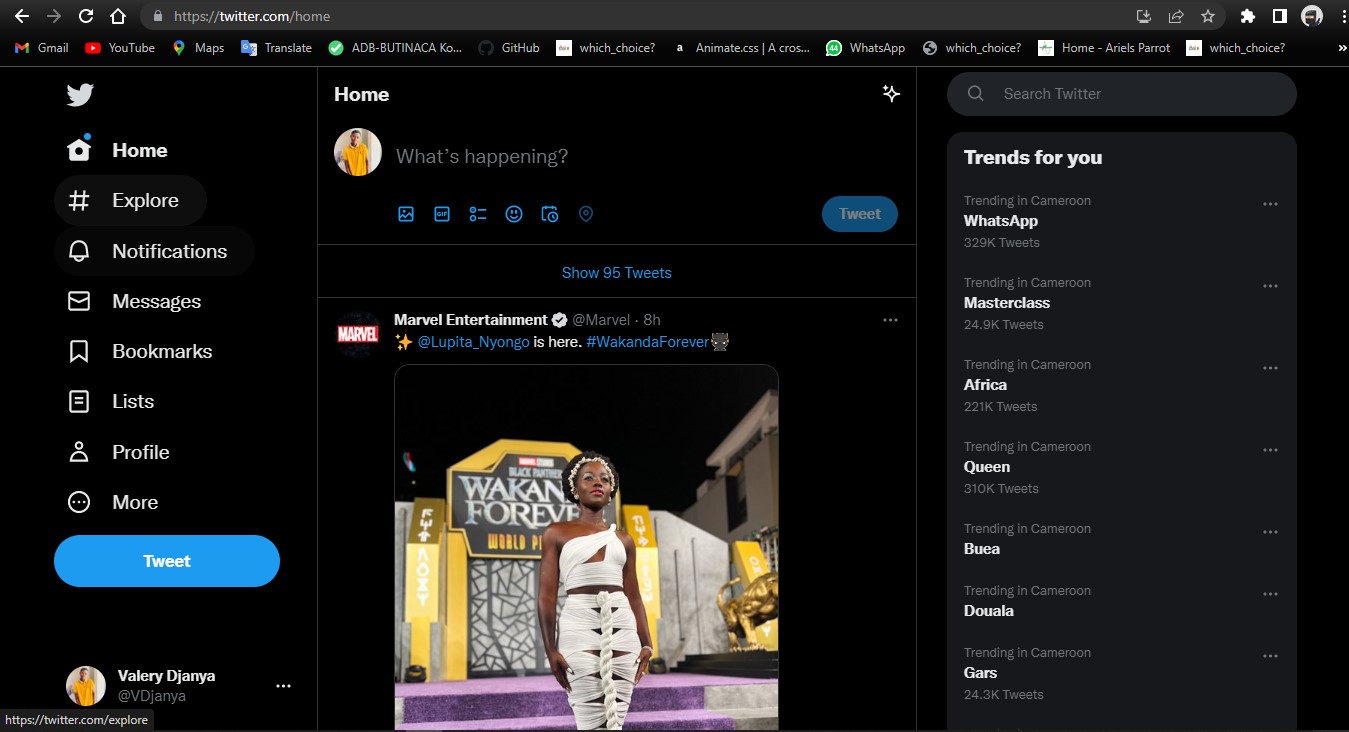 https://twitter.com/home
Gmail
YouTube
Maps
Translate
ADB-BUTINACA Ko...
GitHub
which_choice?
Animate.css | A cros...
44
WhatsApp
which_choice?
Home - Ariels Parrot
which_choice?
Home
Explore
Notifications
Messages
Bookmarks
Lists
Profile
More
Tweet
Valery Djanya
@VDjanya
https://twitter.com/explore
Home
What's happening?
GIF
Tweet
Show 95 Tweets
MARVEL
Marvel Entertainment @Marvel · 8h
✨ @Lupita_Nyongo is here. #WakandaForever
MARVEL STUDIOS
BLACK PANTHER
WAKAN
FOREVE
WORLD P
Search Twitter
Trends for you
Trending in Cameroon
WhatsApp
329K Tweets
Trending in Cameroon
Masterclass
24.9K Tweets
Trending in Cameroon
Africa
221K Tweets
Trending in Cameroon
Queen
310K Tweets
Trending in Cameroon
Buea
Trending in Cameroon
Douala
Trending in Cameroon
Gars
24.3K Tweets
Trending in Cameroon